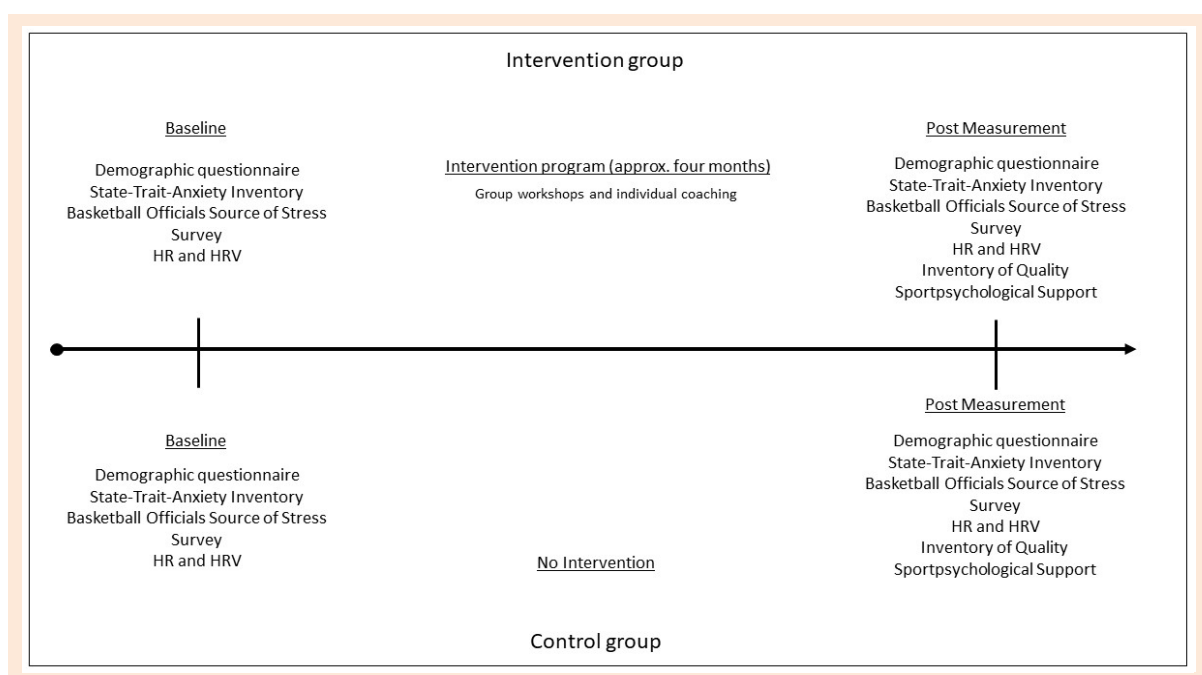 Intervention group
Baseline
Demographic questionnaire
State-Trait-Anxiety Inventory
Basketball Officials Source of Stress
Survey
HR and HRV
Intervention program (approx. four months)
Group workshops and individual coaching
Post Measurement
Demographic questionnaire
State-Trait-Anxiety Inventory
Basketball Officials Source of Stress
Survey
HR and HRV
Inventory of Quality
Sportpsychological Support
Baseline
Demographic questionnaire
State-Trait-Anxiety Inventory
Basketball Officials Source of Stress
Survey
HR and HRV
No Intervention
Post Measurement
Demographic questionnaire
State-Trait-Anxiety Inventory
Basketball Officials Source of Stress
Survey
HR and HRV
Inventory of Quality
Sportpsychological Support
Control group